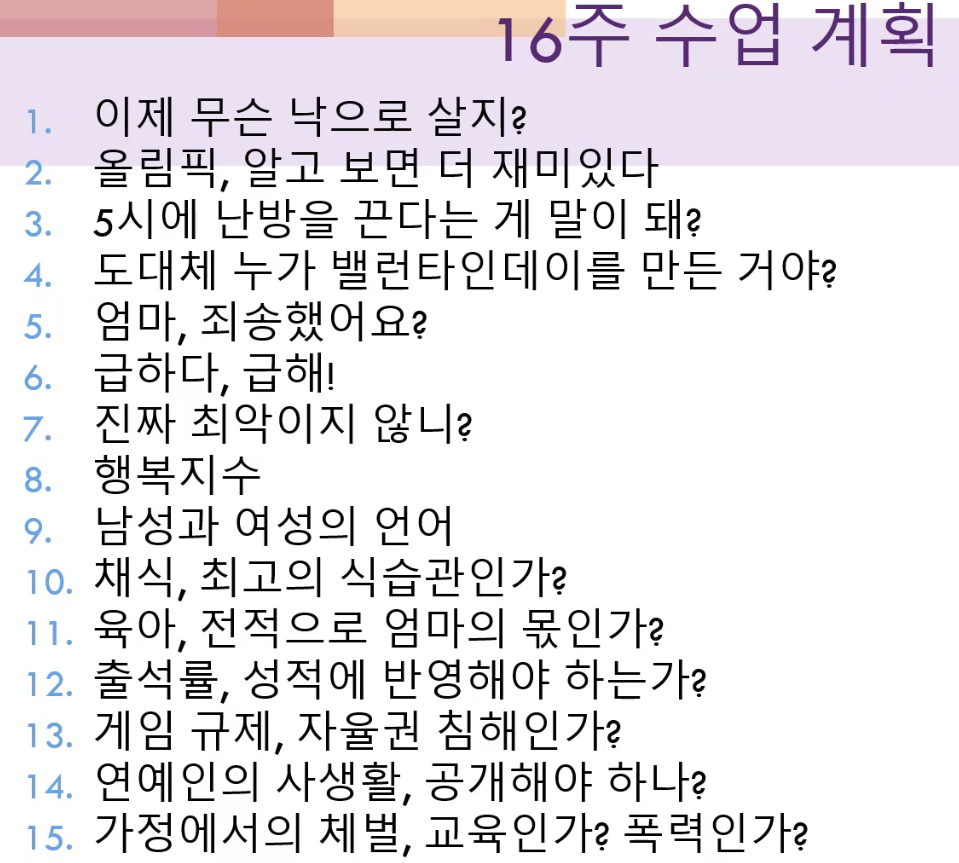 16주 수업 계획
1. 이제 무슨 낙으로 살지?
2. 올림픽, 알고 보면 더 재미있다
3. 5시에 난방을 끈다는 게 말이 돼?
4. 도대체 누가 밸런타인데이를 만든 거야?
5. 엄마, 죄송했어요?
6. 급하다, 급해!
7. 진짜 최악이지 않니?
8. 행복지수
9. 남성과 여성의 언어
10. 채식, 최고의 식습관인가?
11. 육아, 전적으로 엄마의 몫인가?
12. 출석률, 성적에 반영해야 하는가?
13. 게임 규제, 자율권 침해인가?
14. 연예인의 사생활, 공개해야 하나?
15. 가정에서의 체벌, 교육인가? 폭력인가?